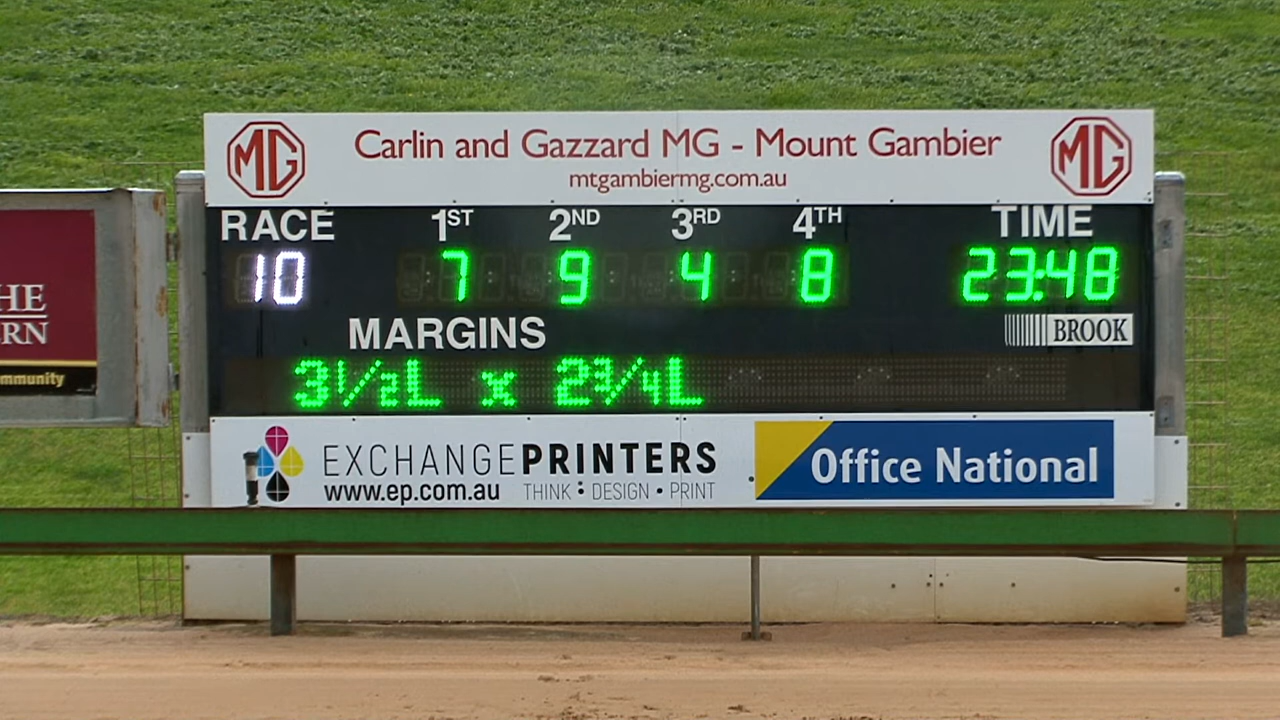 MG Carlin and Gazzard MG - Mount Gambier MG
mtgambiermg.com.au
RACE 1ST 2ND 3RD 4TH TIME
10 7 9 4 8 23:48
MARGINS BROOK
3½L x 2¾L
HE
RN
mmunity
EXCHANGEPRINTERS
www.ep.com.au THINK • DESIGN • PRINT
Office National